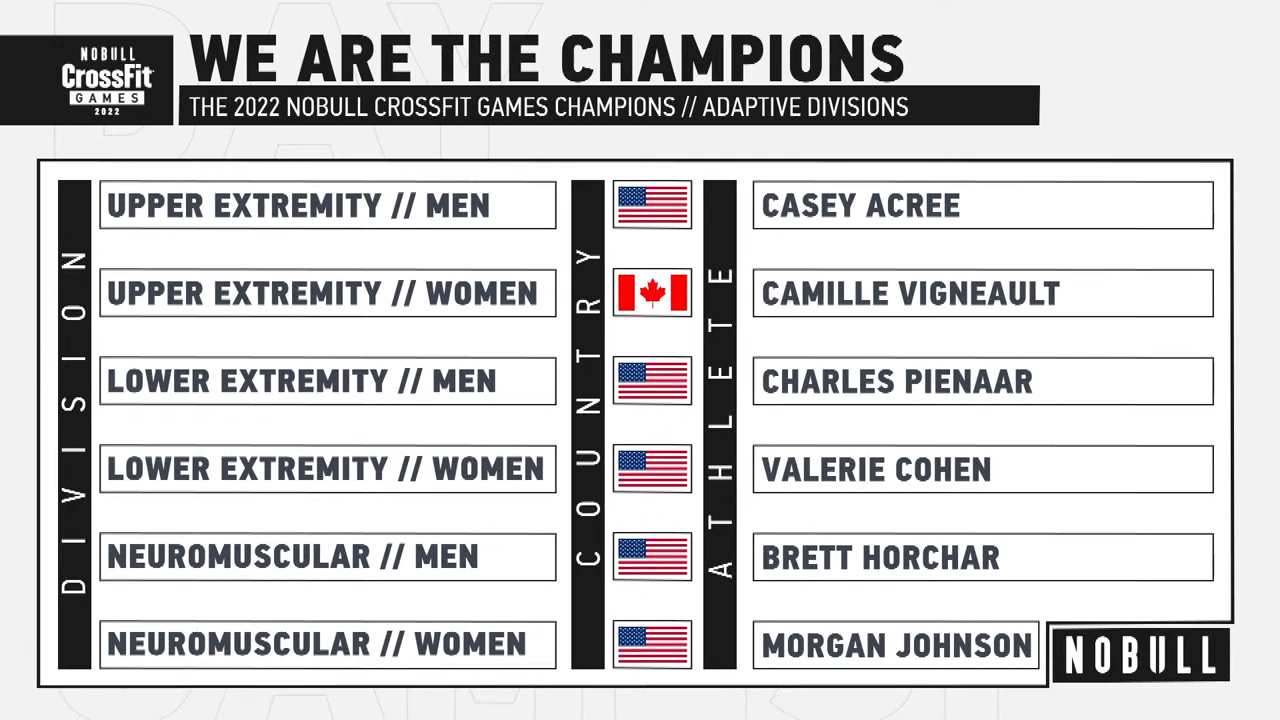 NOBULL
CrossFit
GAMES
2022
WE ARE THE CHAMPIONS
THE 2022 NOBULL CROSSFIT GAMES CHAMPIONS // ADAPTIVE DIVISIONS
DIVISION
COUNTRY
ATHLETE
UPPER EXTREMITY // MEN CASEY ACREE
UPPER EXTREMITY // WOMEN CAMILLE VIGNEAULT
LOWER EXTREMITY // MEN CHARLES PIENAAR
LOWER EXTREMITY // WOMEN VALERIE COHEN
NEUROMUSCULAR // MEN BRETT HORCHAR
NEUROMUSCULAR // WOMEN MORGAN JOHNSON
NOBULL